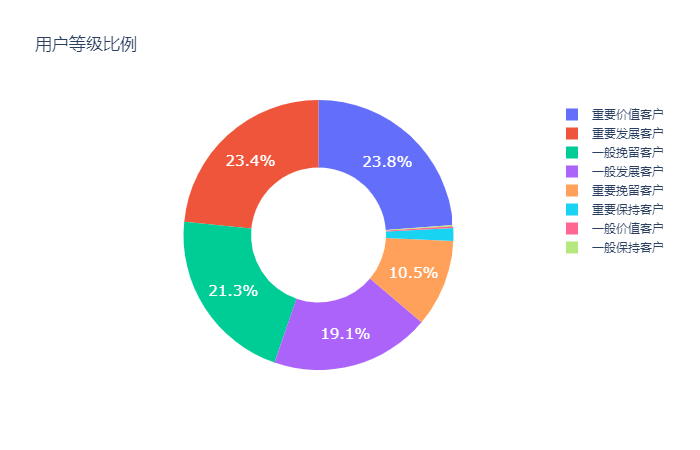 用户等级比例
23.8%
23.4%
10.5%
21.3%
19.1%
重要价值客户
重要发展客户
一般挽留客户
一般发展客户
重要挽留客户
重要保持客户
一般价值客户
一般保持客户